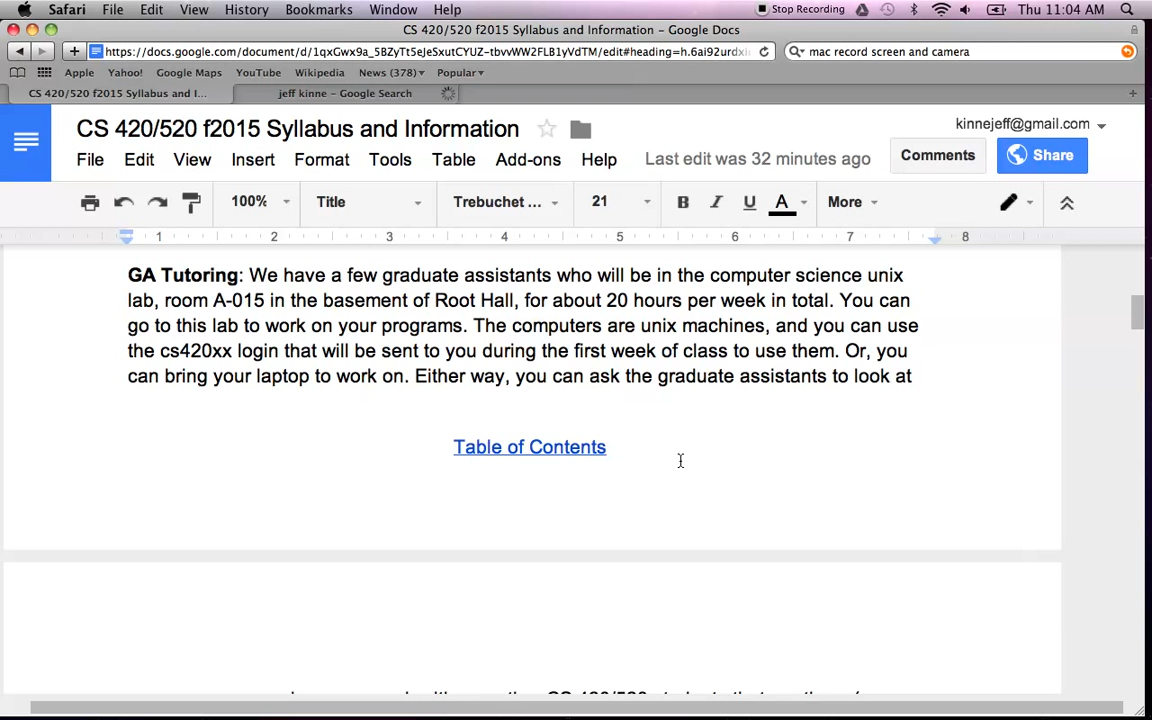 Safari File Edit View History Bookmarks Window Help Stop Recording Thu 11:04 AM
CS 420/520 f2015 Syllabus and Information - Google Docs
mac record screen and camera
Apple Yahoo! Google Maps YouTube Wikipedia News (378) Popular
CS 420/520 f2015 Syllabus and I... jeff kinne - Google Search
CS 420/520 f2015 Syllabus and Information kinnejeff@gmail.com
File Edit View Insert Format Tools Table Add-ons Help Last edit was 32 minutes ago Comments Share
100% Title Trebuchet ... 21 B I U A More
1 2 3 4 5 6 7 8
GA Tutoring: We have a few graduate assistants who will be in the computer science unix
lab, room A-015 in the basement of Root Hall, for about 20 hours per week in total. You can
go to this lab to work on your programs. The computers are unix machines, and you can use
the cs420xx login that will be sent to you during the first week of class to use them. Or, you
can bring your laptop to work on. Either way, you can ask the graduate assistants to look at
Table of Contents